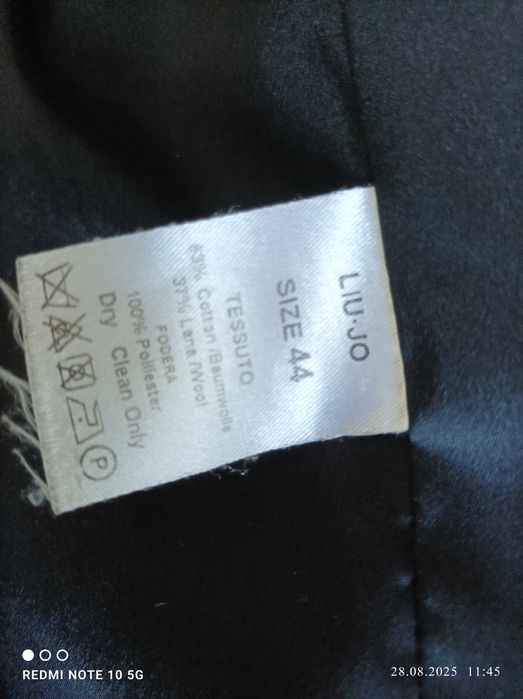 LIU·JO
SIZE 44
TESSUTO
63% Cotton /Baumwolle
37% Lana /Wool
FODERA
100% Polliester
Dry Clean Only
P
REDMI NOTE 10 5G
28.08.2025 11:45